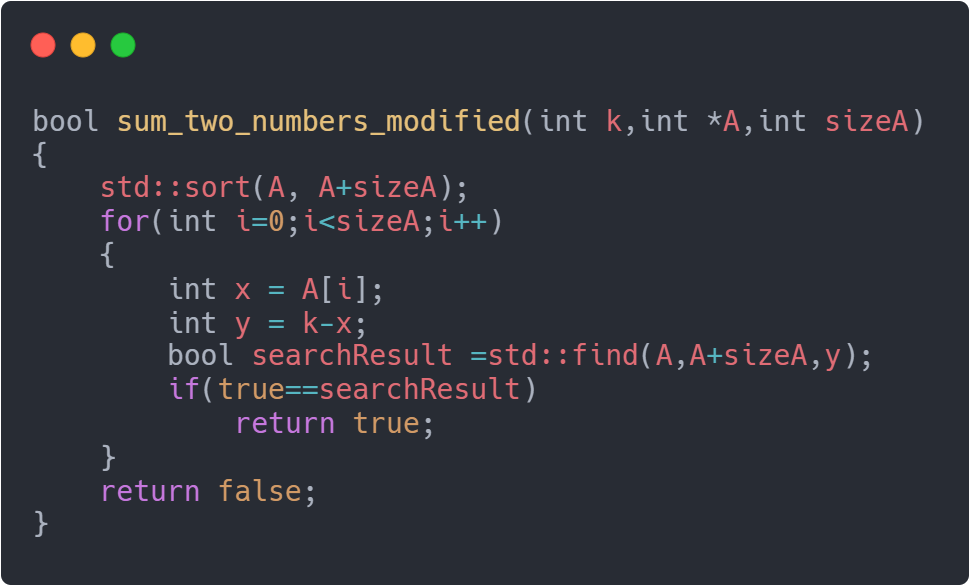 bool sum_two_numbers_modified(int k,int *A,int sizeA)
{
    std::sort(A, A+sizeA);
    for(int i=0;i<sizeA;i++)
    {
        int x = A[i];
        int y = k-x;
        bool searchResult =std::find(A,A+sizeA,y);
        if(true==searchResult)
            return true;
    }
    return false;
}